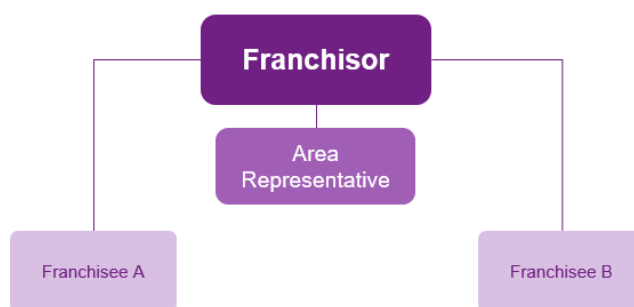 Franchisor
Area
Representative
Franchisee A
Franchisee B